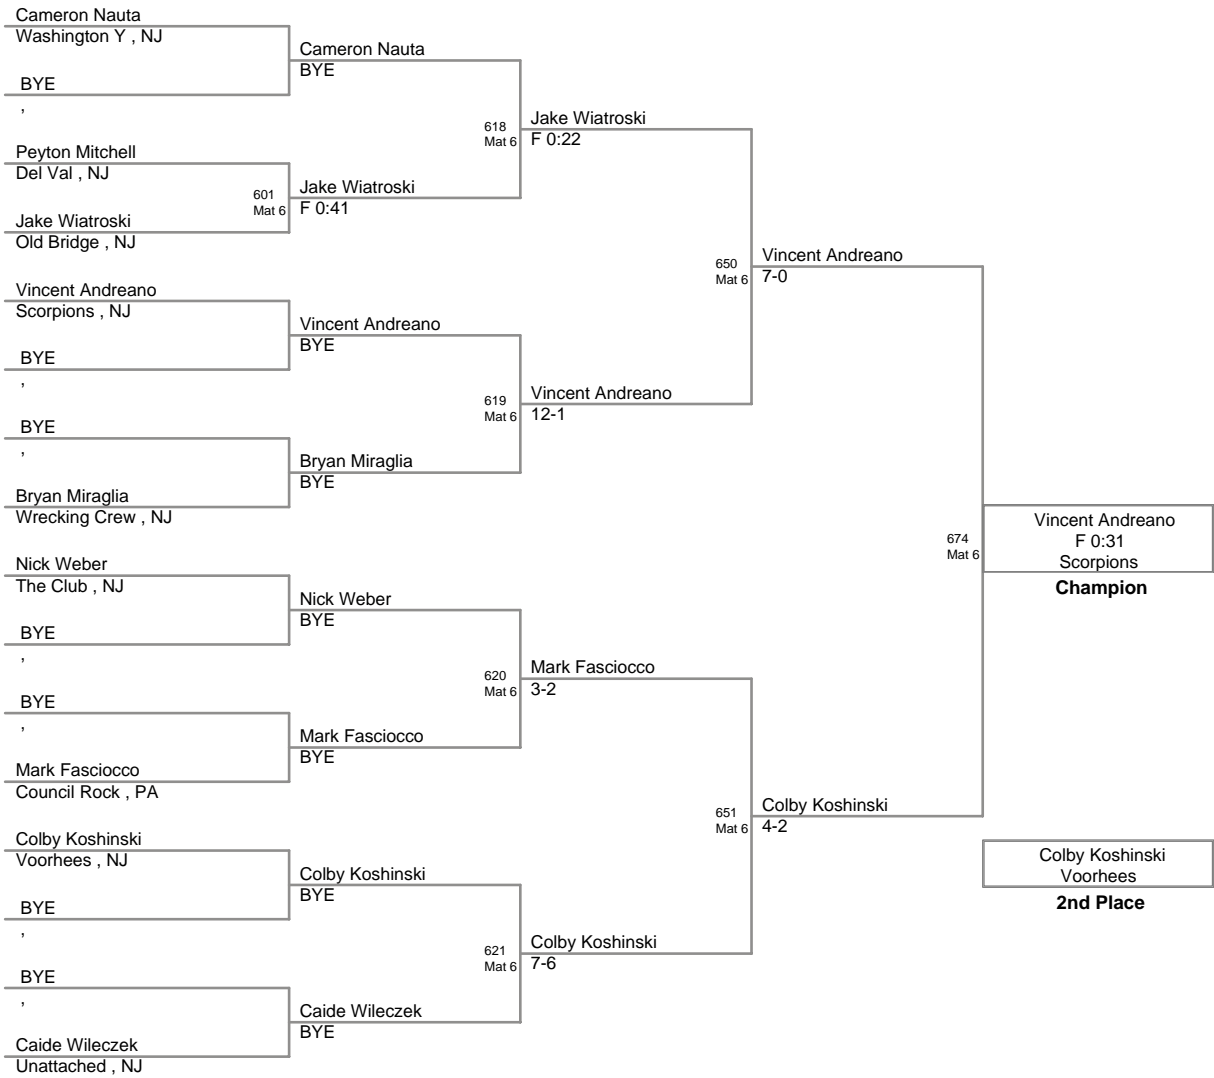 Cameron Nauta
Washington Y , NJ
BYE
,
Peyton Mitchell
Del Val , NJ
Jake Wiatroski
Old Bridge , NJ
Vincent Andreano
Scorpions , NJ
BYE
,
BYE
,
Bryan Miraglia
Wrecking Crew , NJ
Nick Weber
The Club , NJ
BYE
,
BYE
,
Mark Fasciocco
Council Rock , PA
Colby Koshinski
Voorhees , NJ
BYE
,
BYE
,
Caide Wileczek
Unattached , NJ
Cameron Nauta
BYE
601
Mat 6
Jake Wiatroski
F 0:41
Vincent Andreano
BYE
Bryan Miraglia
BYE
Nick Weber
BYE
Mark Fasciocco
BYE
Colby Koshinski
BYE
Caide Wileczek
BYE
618
Mat 6
Jake Wiatroski
F 0:22
619
Mat 6
Vincent Andreano
12-1
620
Mat 6
Mark Fasciocco
3-2
621
Mat 6
Colby Koshinski
7-6
650
Mat 6
Vincent Andreano
7-0
651
Mat 6
Colby Koshinski
4-2
674
Mat 6
Vincent Andreano
F 0:31
Scorpions
Champion
Colby Koshinski
Voorhees
2nd Place